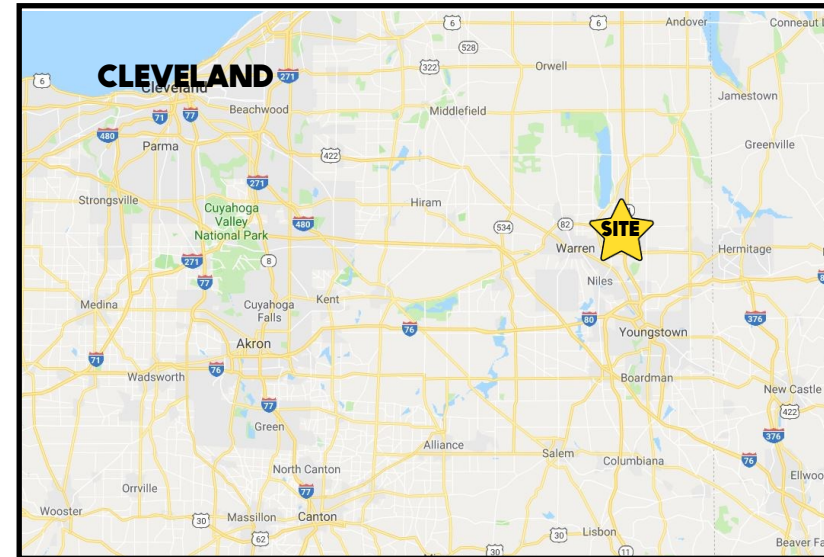 6
6
Andover
Conneaut L
528
CLEVELAND
Cleveland
271
322
Orwell
6
Jamestown
Beachwood
Middlefield
71
77
480
Parma
422
Greenville
271
Strongsville
Cuyahoga
Valley
National Park
Hiram
480
534
82
SITE
Warren
Hermitage
8
271
77
Niles
Medina
Cuyahoga
Falls
Kent
76
80
376
Youngstown
Akron
71
76
Wadsworth
Boardman
New Castle
77
422
Green
376
Alliance
Salem
Columbiana
76
North Canton
Ellwoo
Orrville
77
Wooster
30
Massillon
Canton
62
30
Lisbon
Beaver Fa
30
11